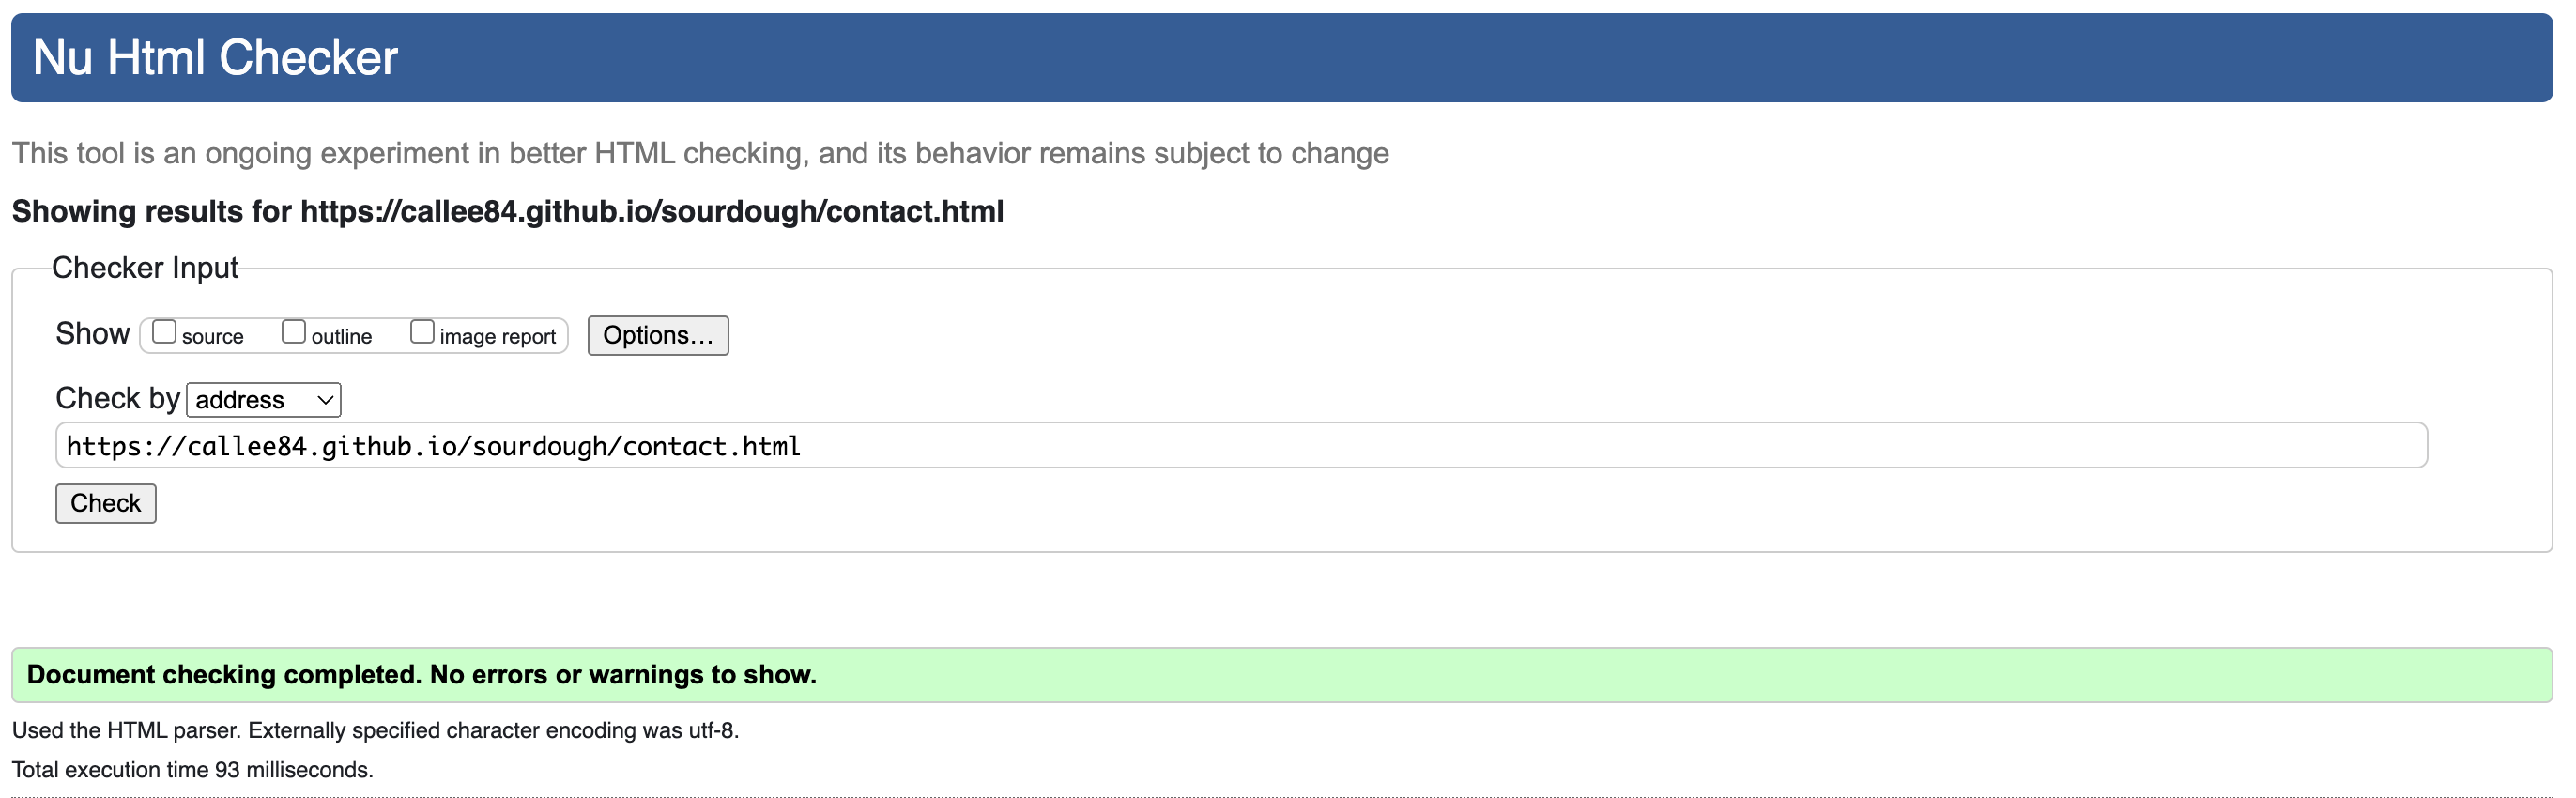 Nu Html Checker
This tool is an ongoing experiment in better HTML checking, and its behavior remains subject to change
Showing results for https://callee84.github.io/sourdough/contact.html
Checker Input
Show source outline image report Options...
Check by address
https://callee84.github.io/sourdough/contact.html
Check
Document checking completed. No errors or warnings to show.
Used the HTML parser. Externally specified character encoding was utf-8.
Total execution time 93 milliseconds.